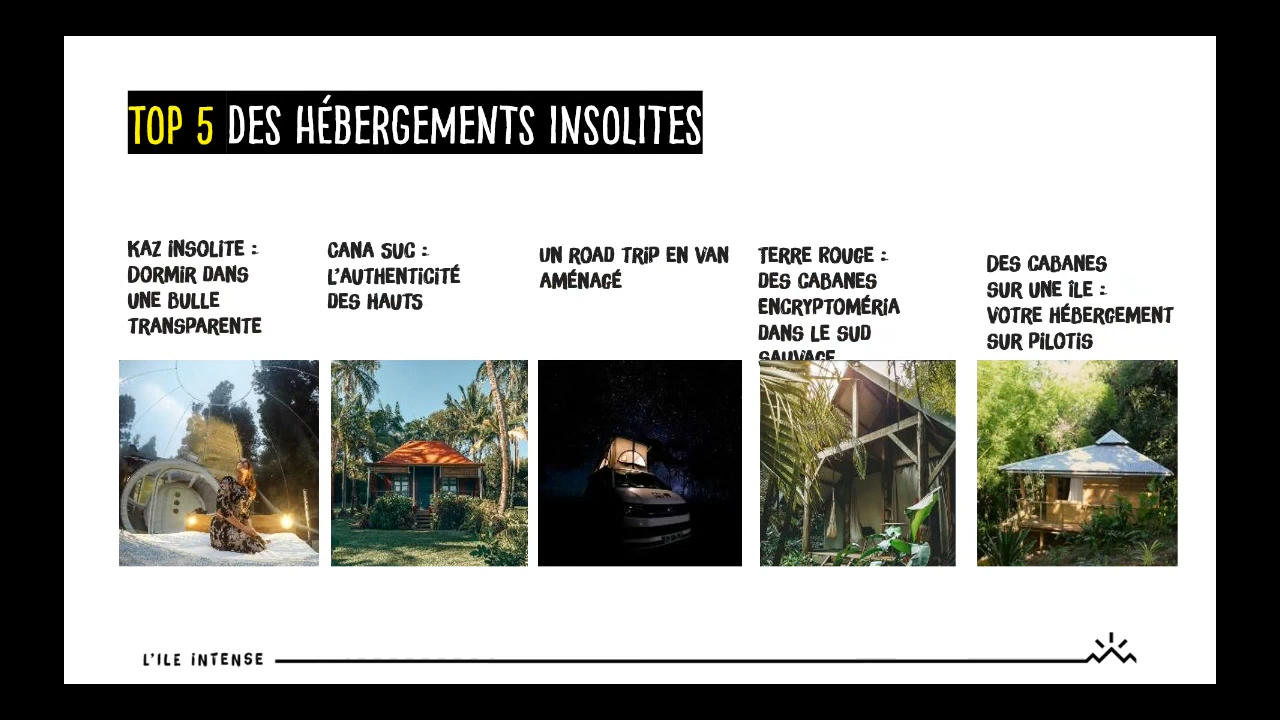 TOP 5 DES HÉBERGEMENTS INSOLITES
KAZ INSOLITE :
DORMIR DANS
UNE BULLE
TRANSPARENTE
CANA SUC :
L'AUTHENTICITÉ
DES HAUTS
UN ROAD TRIP EN VAN
AMÉNAGÉ
TERRE ROUGE :
DES CABANES
ENCRYPTOMÉRIA
DANS LE SUD
SAUVAGE
DES CABANES
SUR UNE ÎLE :
VOTRE HÉBERGEMENT
SUR PILOTIS
L'ILE INTENSE